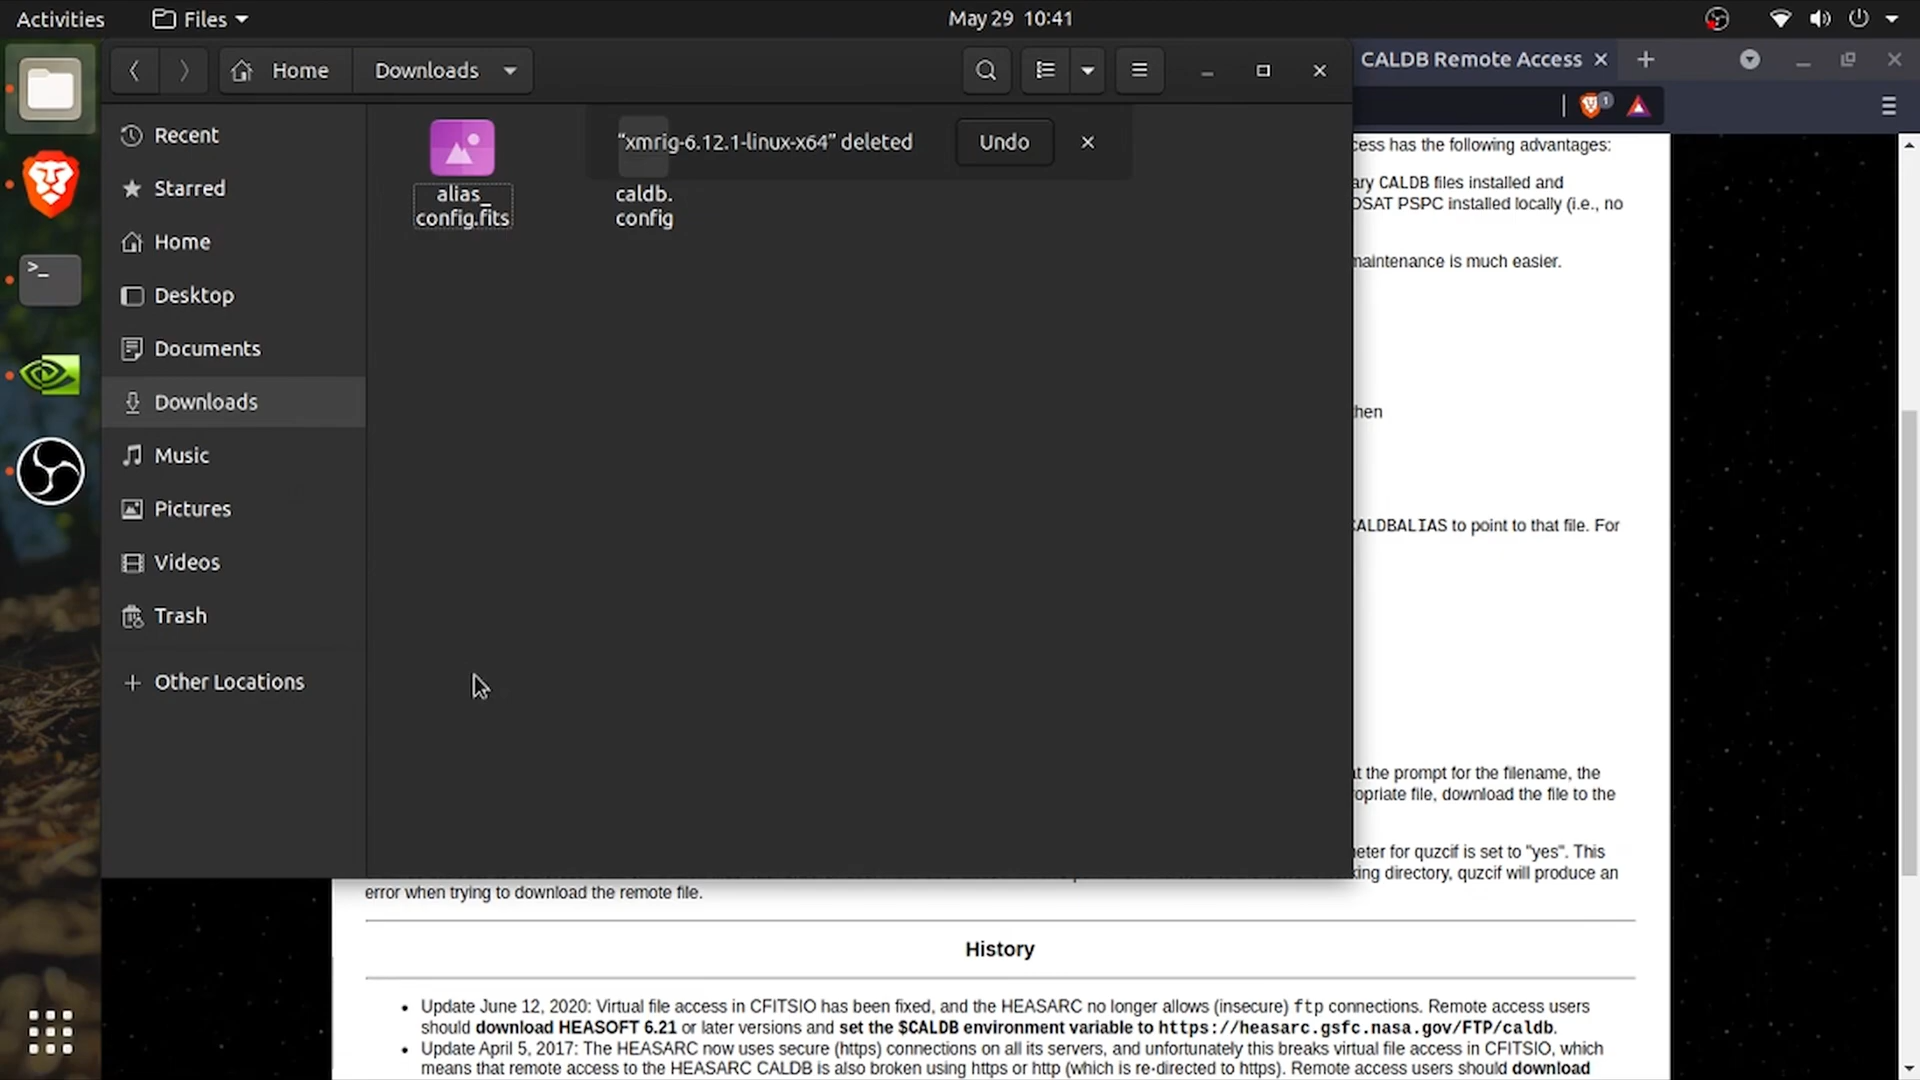 Activities
Files
May 29 10:41
Home
Downloads
CALDB Remote Access
1
Recent
Starred
Home
Desktop
Documents
Downloads
Music
Pictures
Videos
Trash
Other Locations
alias_
config.fits
caldb.
config
“xmrig-6.12.1-linux-x64” deleted
Undo
cess has the following advantages:
ary CALDB files installed and
OSAT PSPC installed locally (i.e., no
maintenance is much easier.
then
CALDBALIAS to point to that file. For
at the prompt for the filename, the
opriate file, download the file to the
meter for quzcif is set to "yes". This
king directory, quzcif will produce an
error when trying to download the remote file.
History
• Update June 12, 2020: Virtual file access in CFITSIO has been fixed, and the HEASARC no longer allows (insecure) ftp connections. Remote access users
should download HEASOFT 6.21 or later versions and set the $CALDB environment variable to https://heasarc.gsfc.nasa.gov/FTP/caldb.
• Update April 5, 2017: The HEASARC now uses secure (https) connections on all its servers, and unfortunately this breaks virtual file access in CFITSIO, which
means that remote access to the HEASARC CALDB is also broken using https or http (which is re-directed to https). Remote access users should download